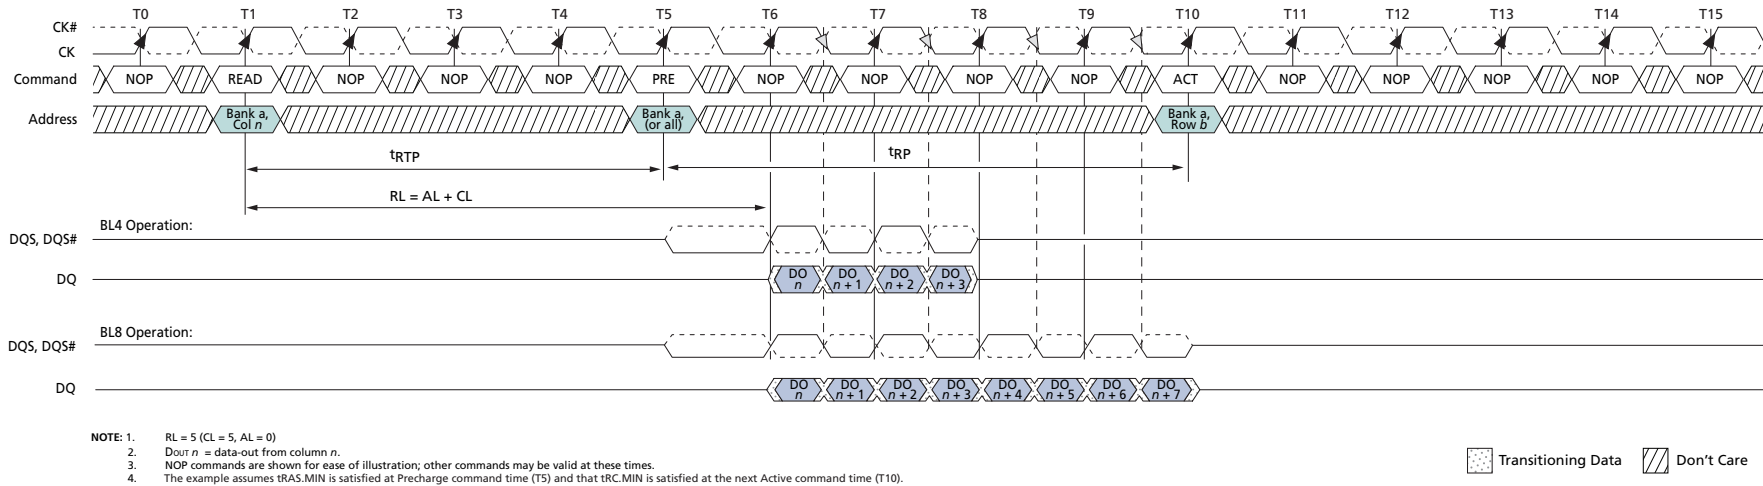 T0 T1 T2 T3 T4 T5 T6 T7 T8 T9 T10 T11 T12 T13 T14 T15
CK#
CK
Command NOP READ NOP NOP NOP PRE NOP NOP NOP NOP ACT NOP NOP NOP NOP NOP
Address Bank a, Col n Bank a, (or all) Bank a, Row b
tRTP tRP
RL = AL + CL
BL4 Operation:
DQS, DQS#
DQ DO n DO n + 1 DO n + 2 DO n + 3
BL8 Operation:
DQS, DQS#
DQ DO n DO n + 1 DO n + 2 DO n + 3 DO n + 4 DO n + 5 DO n + 6 DO n + 7
NOTE: 1. RL = 5 (CL = 5, AL = 0)
2. DOUT n = data-out from column n.
3. NOP commands are shown for ease of illustration; other commands may be valid at these times.
4. The example assumes tRAS.MIN is satisfied at Precharge command time (T5) and that tRC.MIN is satisfied at the next Active command time (T10).
Transitioning Data Don't Care